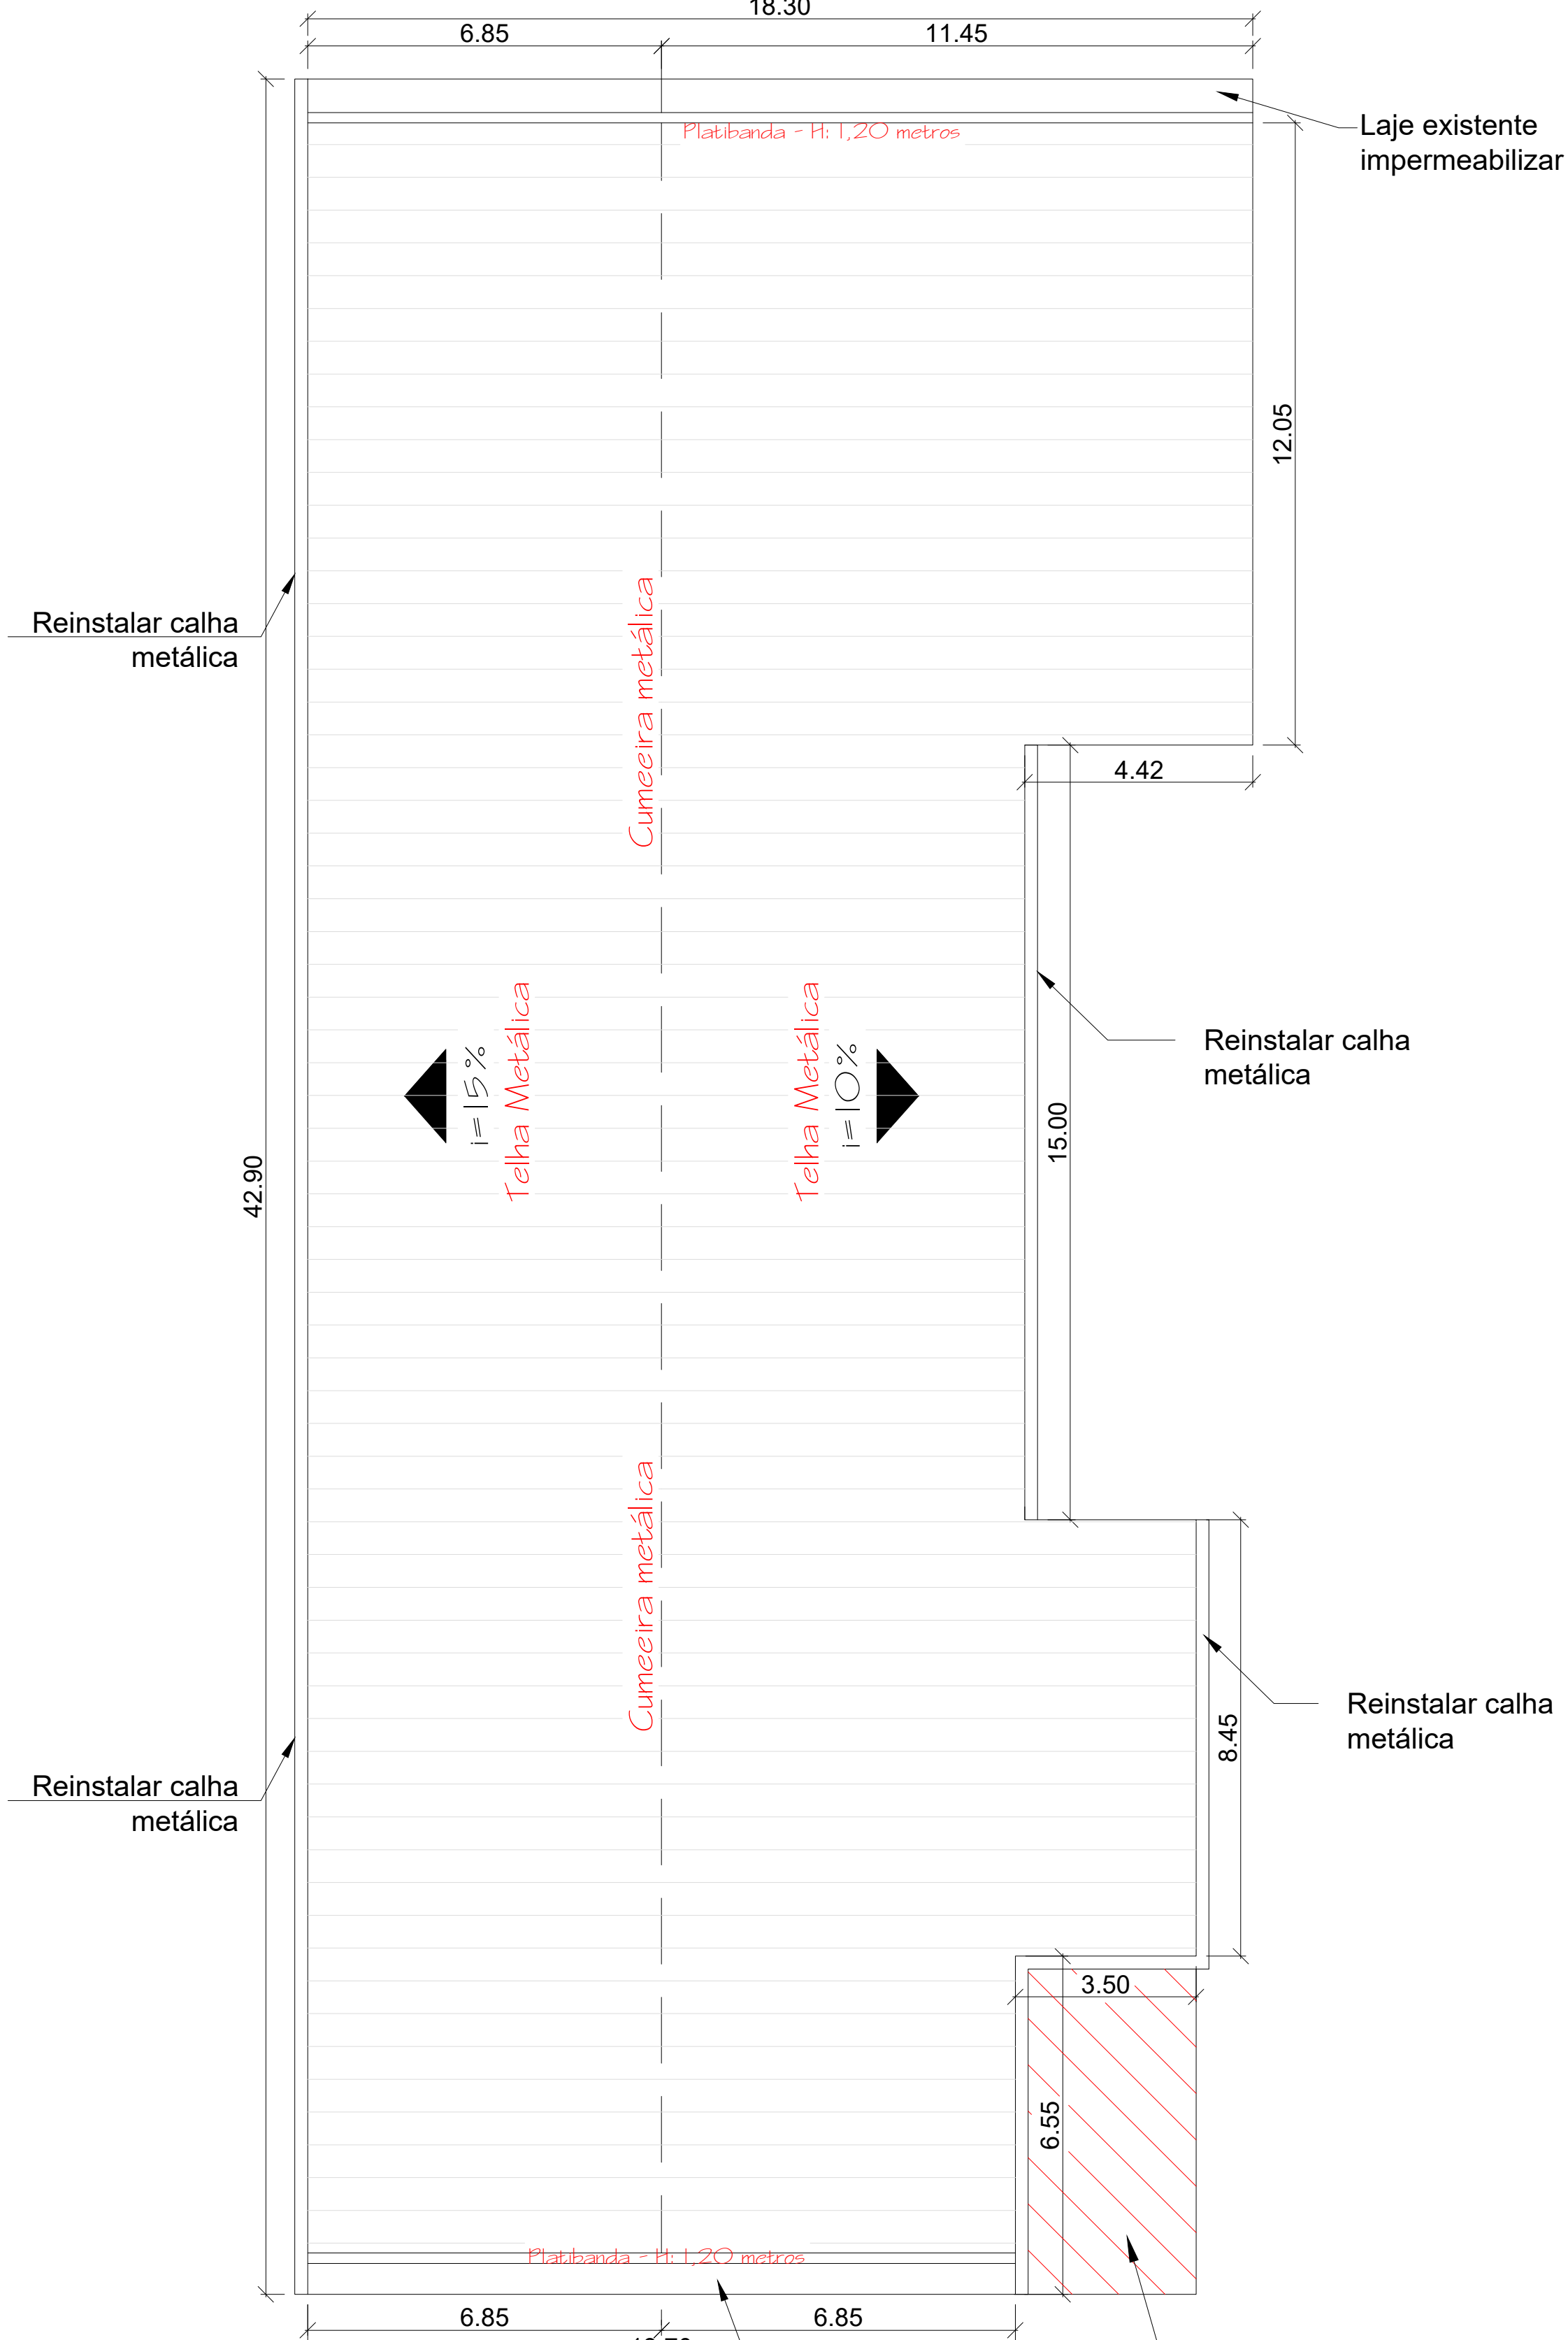 18.30
6.85
11.45
Platibanda - H: 1,20 metros
Laje existente
impermeabilizar
12.05
Reinstalar calha
metálica
Cumeeira metálica
4.42
i=15%
Telha Metálica
Telha Metálica
i=10%
Reinstalar calha
metálica
15.00
42.90
Cumeeira metálica
Reinstalar calha
metálica
8.45
Reinstalar calha
metálica
3.50
6.55
Platibanda - H: 1,20 metros
6.85
6.85